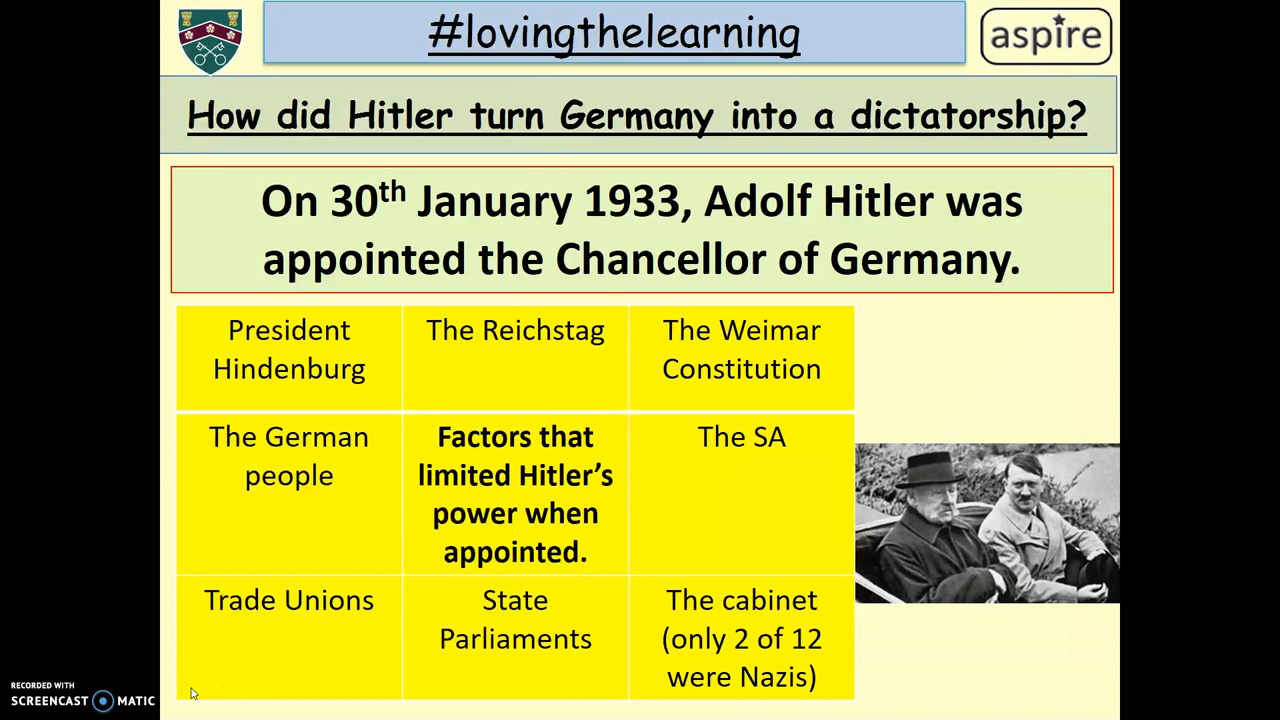 #lovingthelearning
aspire
How did Hitler turn Germany into a dictatorship?
On 30th January 1933, Adolf Hitler was
appointed the Chancellor of Germany.
President
Hindenburg
The Reichstag
The Weimar
Constitution
The German
people
Factors that
limited Hitler’s
power when
appointed.
The SA
Trade Unions
State
Parliaments
The cabinet
(only 2 of 12
were Nazis)
RECORDED WITH
SCREENCAST MATIC